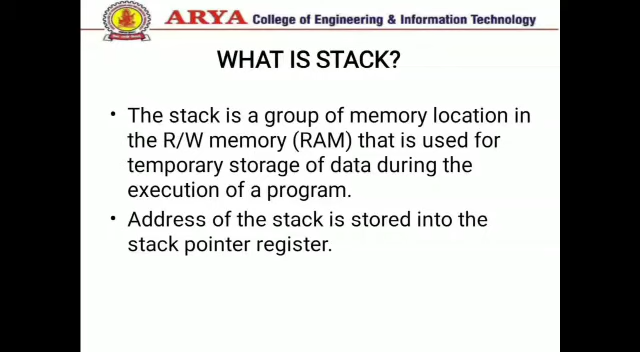 ARYA College of Engineering & Information Technology
WHAT IS STACK?
• The stack is a group of memory location in
the R/W memory (RAM) that is used for
temporary storage of data during the
execution of a program.
• Address of the stack is stored into the
stack pointer register.